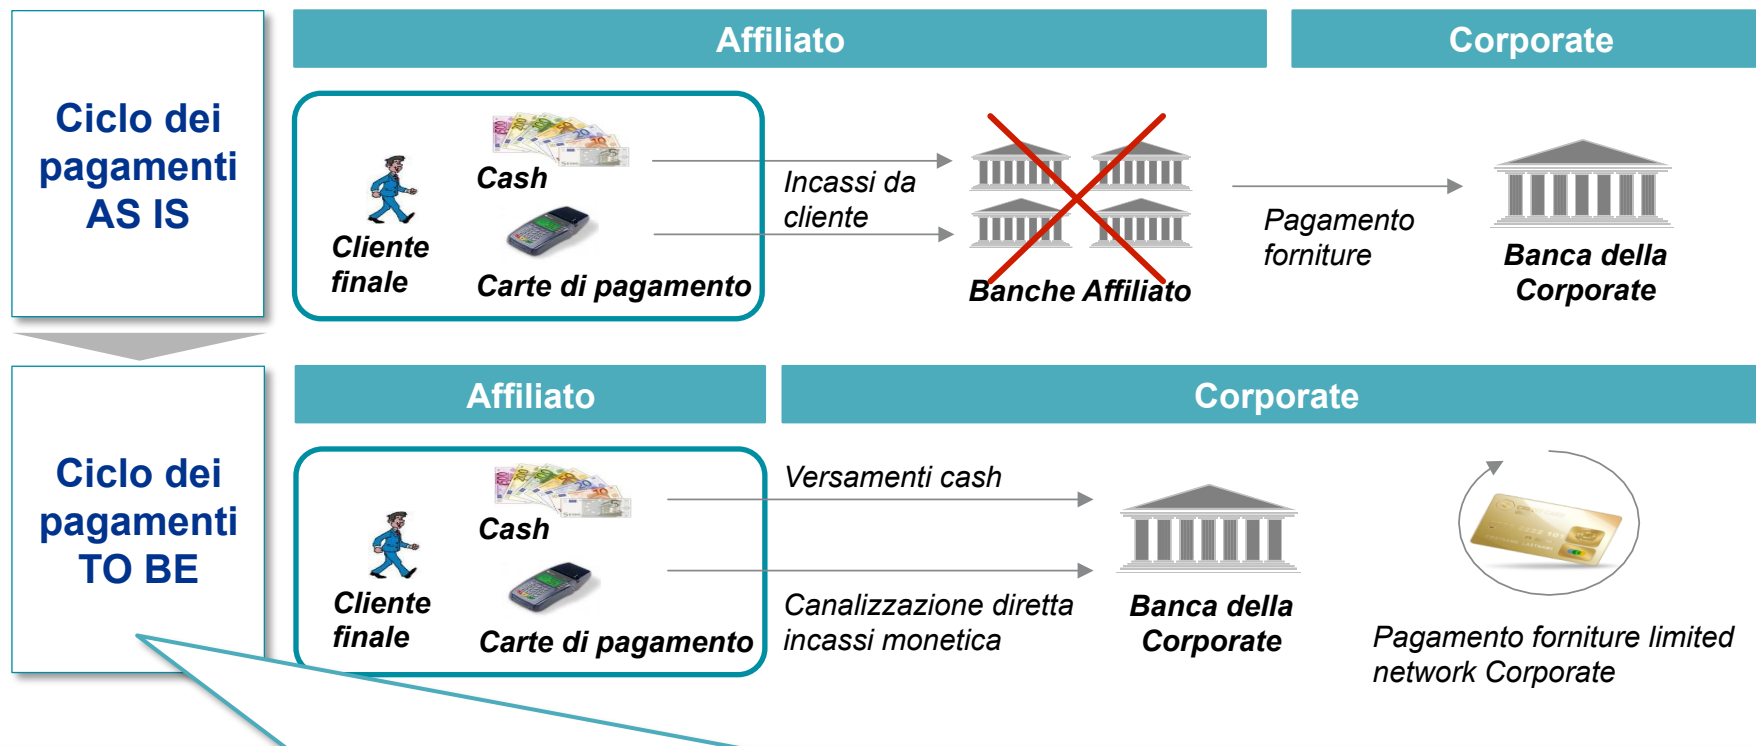 Affiliato
Corporate
Ciclo dei
pagamenti
AS IS
Cash
Incassi da
cliente
Pagamento
forniture
Cliente
finale
Carte di pagamento
Banche Affiliato
Banca della
Corporate
Affiliato
Corporate
Ciclo dei
pagamenti
TO BE
Cash
Versamenti cash
Cliente
finale
Carte di pagamento
Canalizzazione diretta
incassi monetica
Banca della
Corporate
Pagamento forniture limited
network Corporate